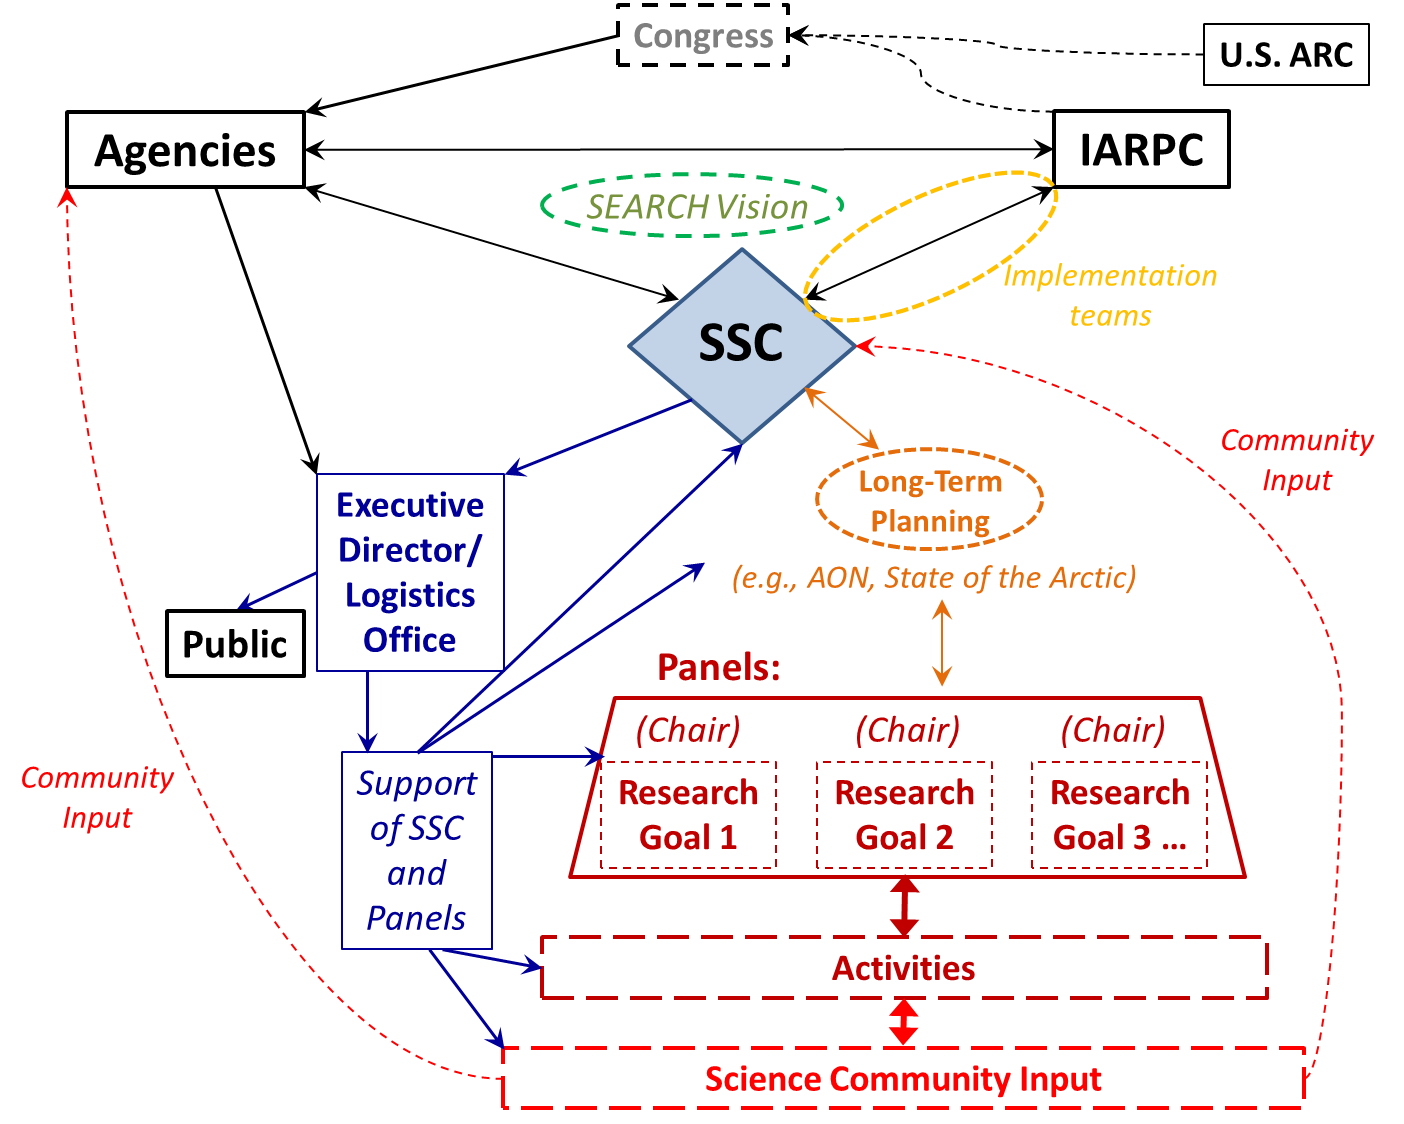 Congress
U.S. ARC
Agencies
IARPC
SEARCH Vision
Implementation
teams
SSC
Community
Input
Long-Term
Planning
(e.g., AON, State of the Arctic)
Executive
Director/
Logistics
Office
Public
Panels:
(Chair)
(Chair)
(Chair)
Research
Goal 1
Research
Goal 2
Research
Goal 3 ...
Community
Input
Support
of SSC
and
Panels
Activities
Science Community Input